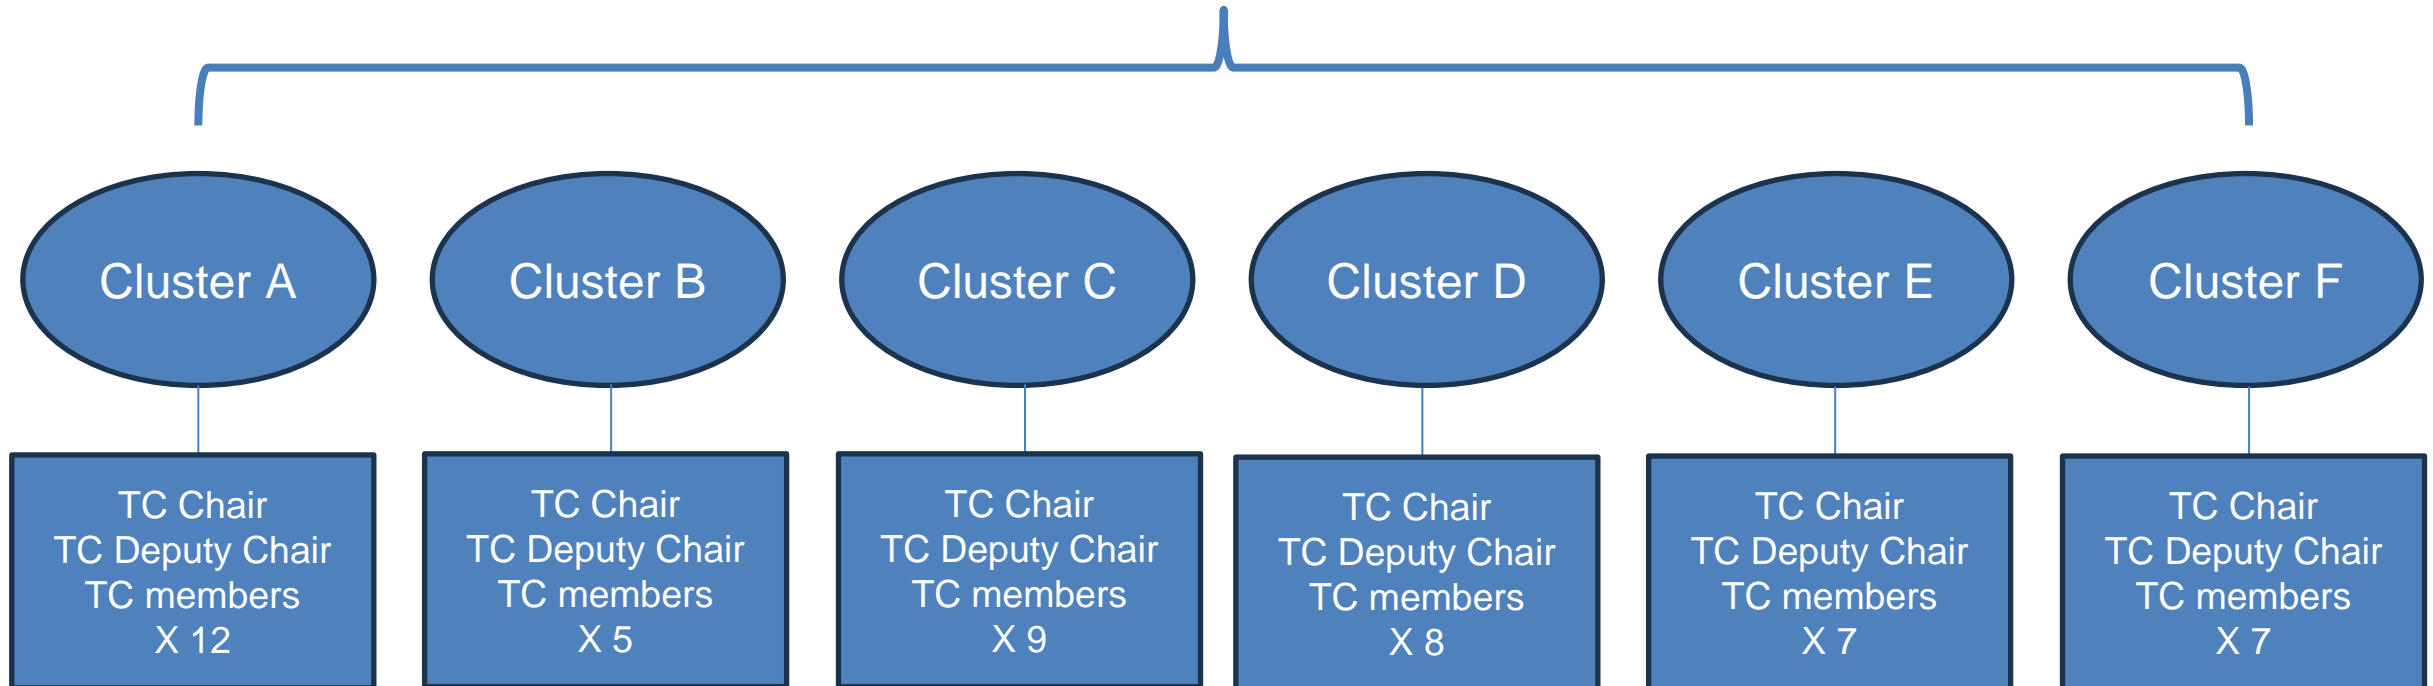 Cluster A
Cluster B
Cluster C
Cluster D
Cluster E
Cluster F
TC Chair
TC Deputy Chair
TC members
X 12
TC Chair
TC Deputy Chair
TC members
X 5
TC Chair
TC Deputy Chair
TC members
X 9
TC Chair
TC Deputy Chair
TC members
X 8
TC Chair
TC Deputy Chair
TC members
X 7
TC Chair
TC Deputy Chair
TC members
X 7